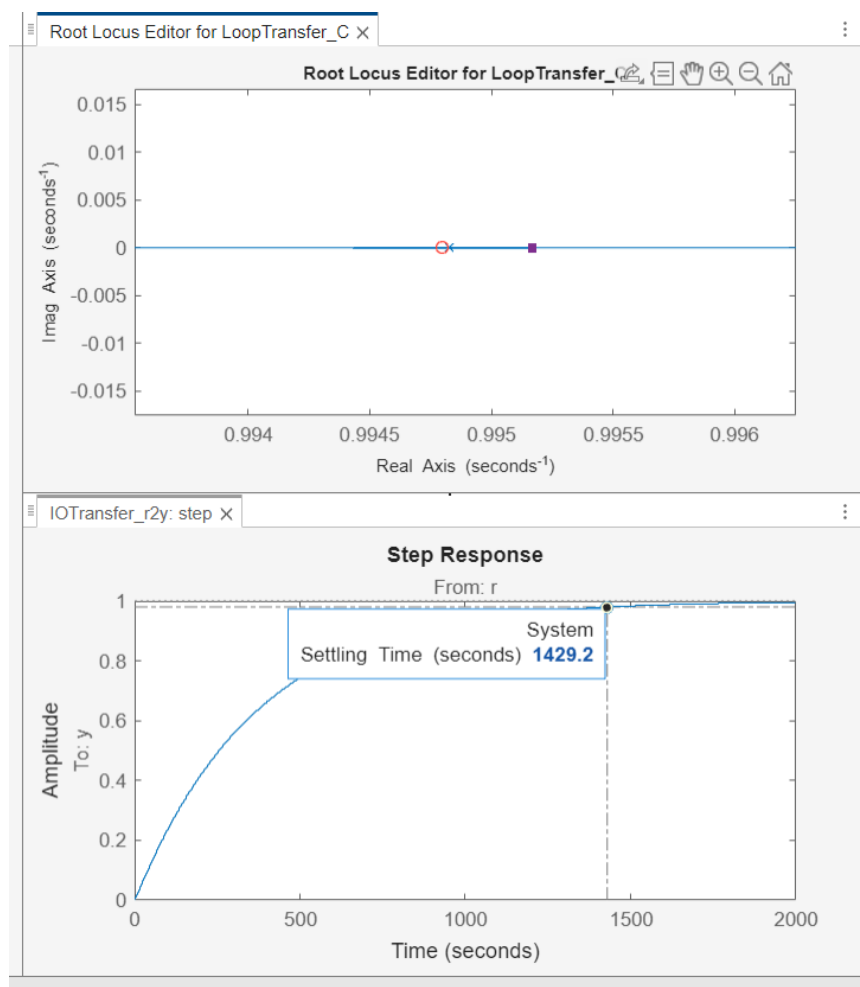 Root Locus Editor for LoopTransfer_C ×
Root Locus Editor for LoopTransfer_
0.015
0.01
0.005
0
-0.005
-0.01
-0.015
Imag Axis (seconds⁻¹)
0.994 0.9945 0.995 0.9955 0.996
Real Axis (seconds⁻¹)
IOTransfer_r2y: step ×
Step Response
From: r
1
0.8
0.6
0.4
0.2
0
Amplitude
To: y
System
Settling Time (seconds) 1429.2
0 500 1000 1500 2000
Time (seconds)